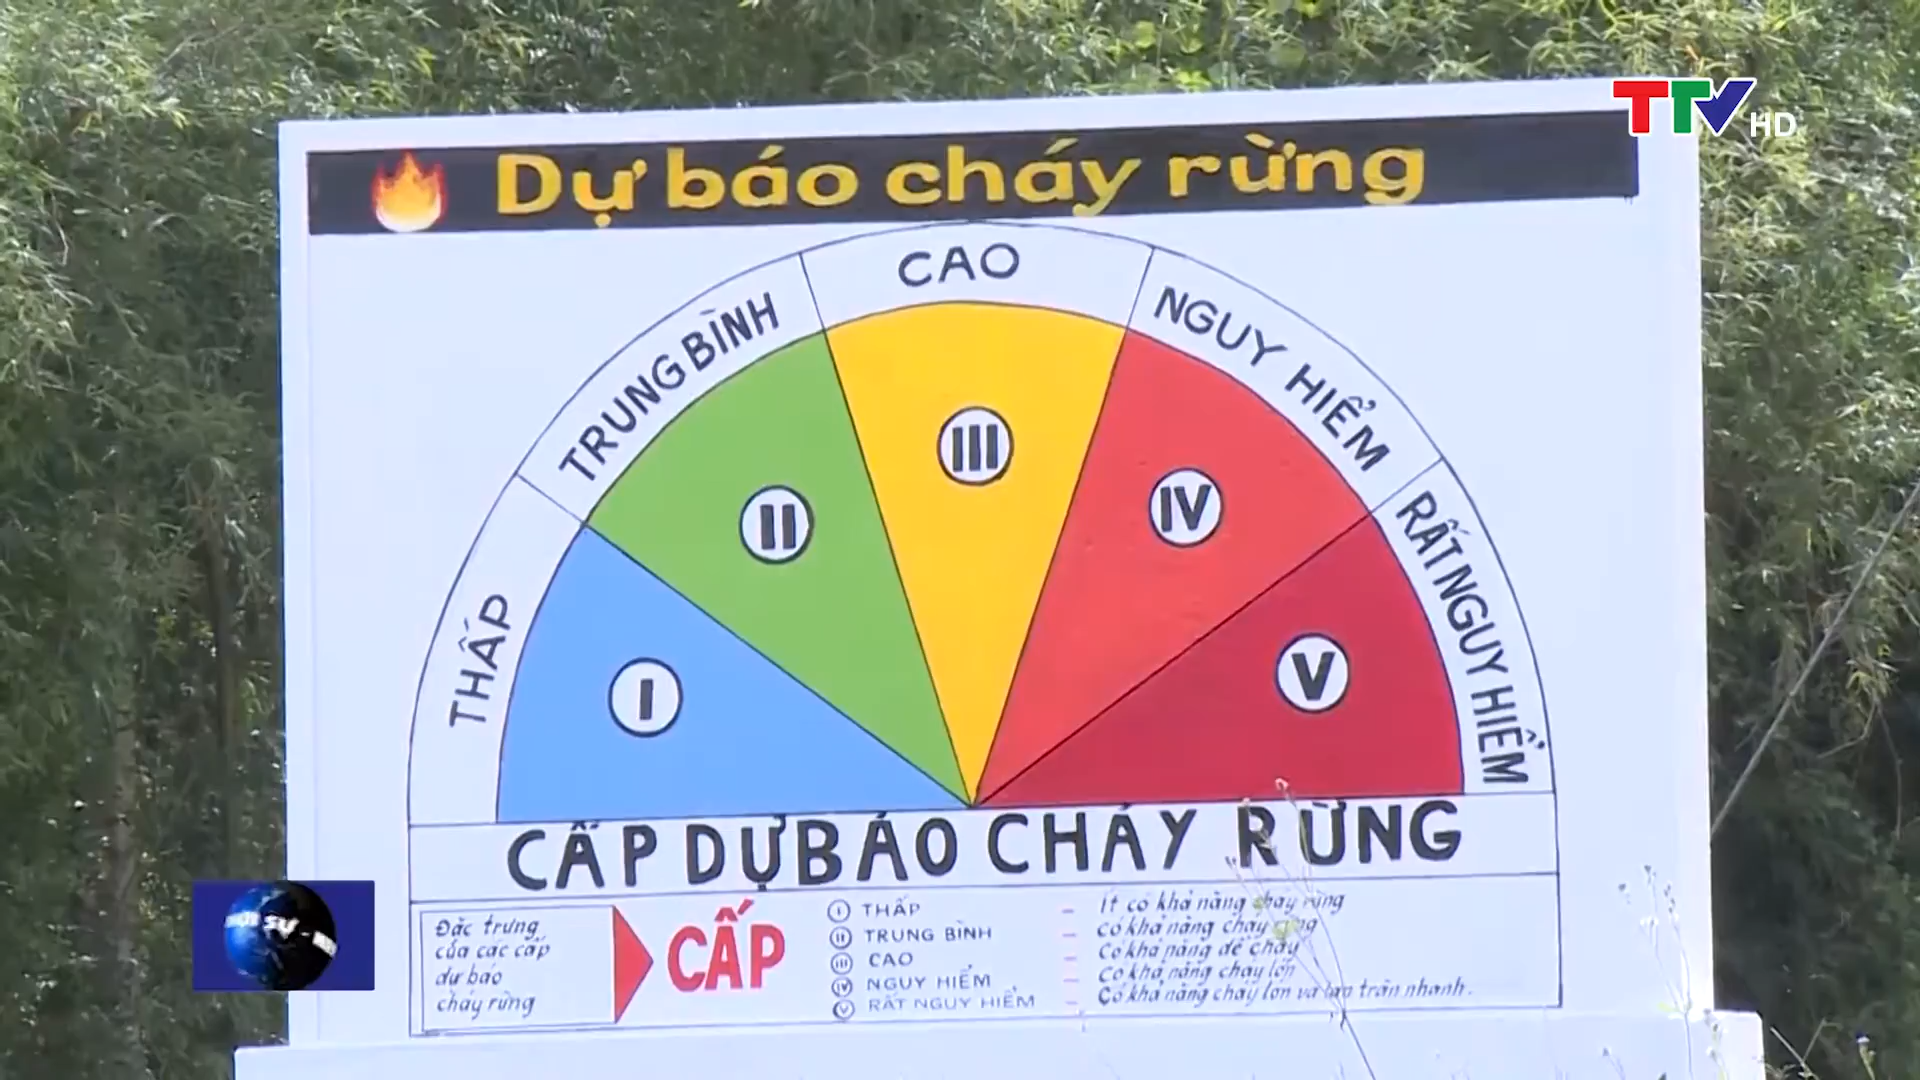 TTV HD
Dự báo cháy rừng
THẤP
TRUNG BÌNH
CAO
NGUY HIỂM
RẤT NGUY HIỂM
I
II
III
IV
V
CẤP DỰ BÁO CHÁY RỪNG
Đặc trưng
của các cấp
dự báo
cháy rừng
CẤP
I THẤP - Ít có khả năng cháy rừng
II TRUNG BÌNH - có khả năng cháy rừng
III CAO - Có khả năng dễ cháy
IV NGUY HIỂM - Có khả năng cháy lớn
V RẤT NGUY HIỂM - Có khả năng cháy lớn và lan tràn nhanh.
THỜI SỰ